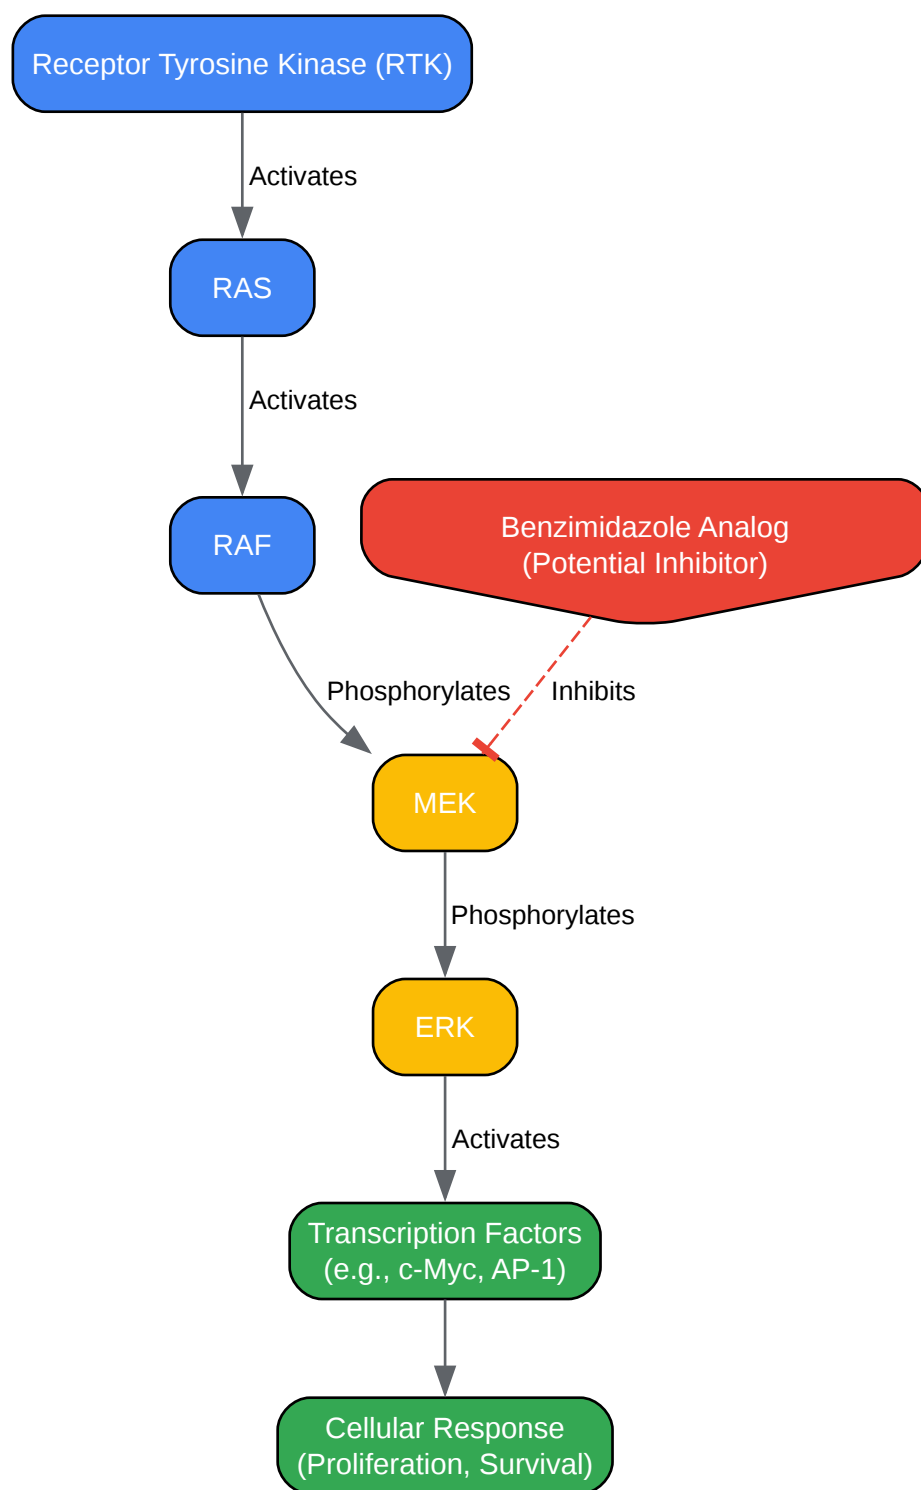 Receptor Tyrosine Kinase (RTK)
Activates
RAS
Activates
RAF
Benzimidazole Analog
(Potential Inhibitor)
Phosphorylates
Inhibits
MEK
Phosphorylates
ERK
Activates
Transcription Factors
(e.g., c-Myc, AP-1)
Cellular Response
(Proliferation, Survival)